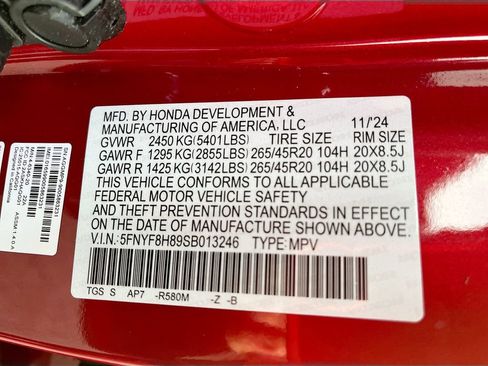 MFD. BY HONDA DEVELOPMENT &
MANUFACTURING OF AMERICA, LLC 11/'24
GVWR 2450 KG(5401LBS) TIRE SIZE RIM SIZE
GAWR F 1295 KG(2855LBS) 265/45R20 104H 20X8.5J
GAWR R 1425 KG(3142LBS) 265/45R20 104H 20X8.5J
THIS VEHICLE CONFORMS TO ALL APPLICABLE
FEDERAL MOTOR VEHICLE SAFETY AND
THEFT PREVENTION STANDARDS IN EFFECT
ON THE DATE OF MANUFACTURE SHOWN ABOVE.
V.I.N.: 5FNYF8H89SB013246 TYPE: MPV
TGS S AP7 -R580M -Z -B
Designed in California